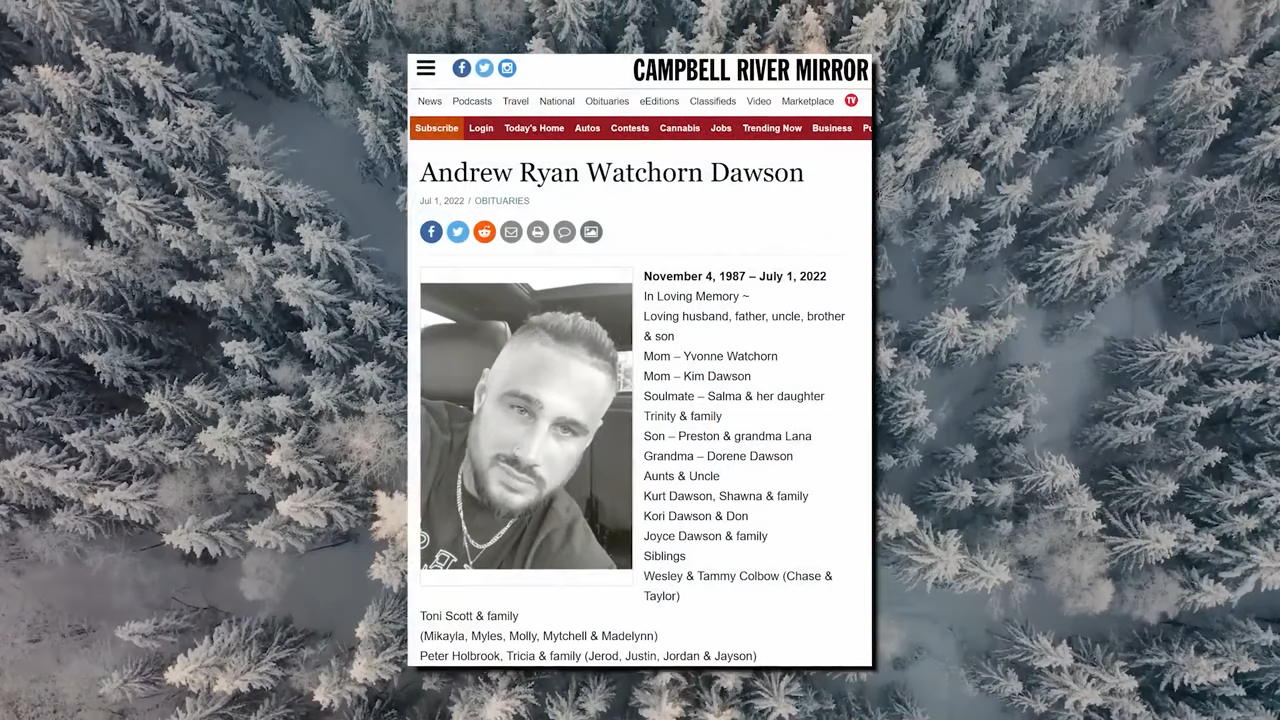 CAMPBELL RIVER MIRROR
News Podcasts Travel National Obituaries eEditions Classifieds Video Marketplace TV
Subscribe Login Today's Home Autos Contests Cannabis Jobs Trending Now Business Pu
Andrew Ryan Watchorn Dawson
Jul 1, 2022 / OBITUARIES
November 4, 1987 – July 1, 2022
In Loving Memory ~
Loving husband, father, uncle, brother
& son
Mom – Yvonne Watchorn
Mom – Kim Dawson
Soulmate – Salma & her daughter
Trinity & family
Son – Preston & grandma Lana
Grandma – Dorene Dawson
Aunts & Uncle
Kurt Dawson, Shawna & family
Kori Dawson & Don
Joyce Dawson & family
Siblings
Wesley & Tammy Colbow (Chase &
Taylor)
Toni Scott & family
(Mikayla, Myles, Molly, Mytchell & Madelynn)
Peter Holbrook, Tricia & family (Jerod, Justin, Jordan & Jayson)